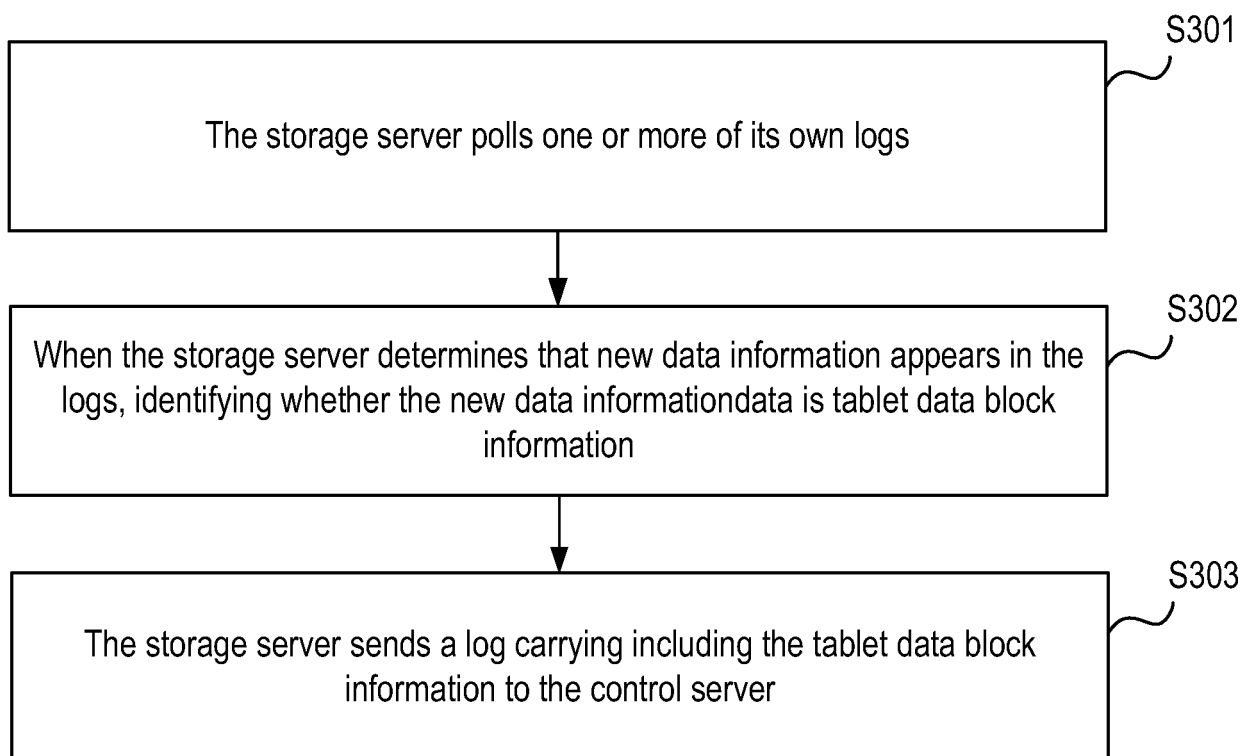 S301
The storage server polls one or more of its own logs
S302
When the storage server determines that new data information appears in the
logs, identifying whether the new data informationdata is tablet data block
information
S303
The storage server sends a log carrying including the tablet data block
information to the control server